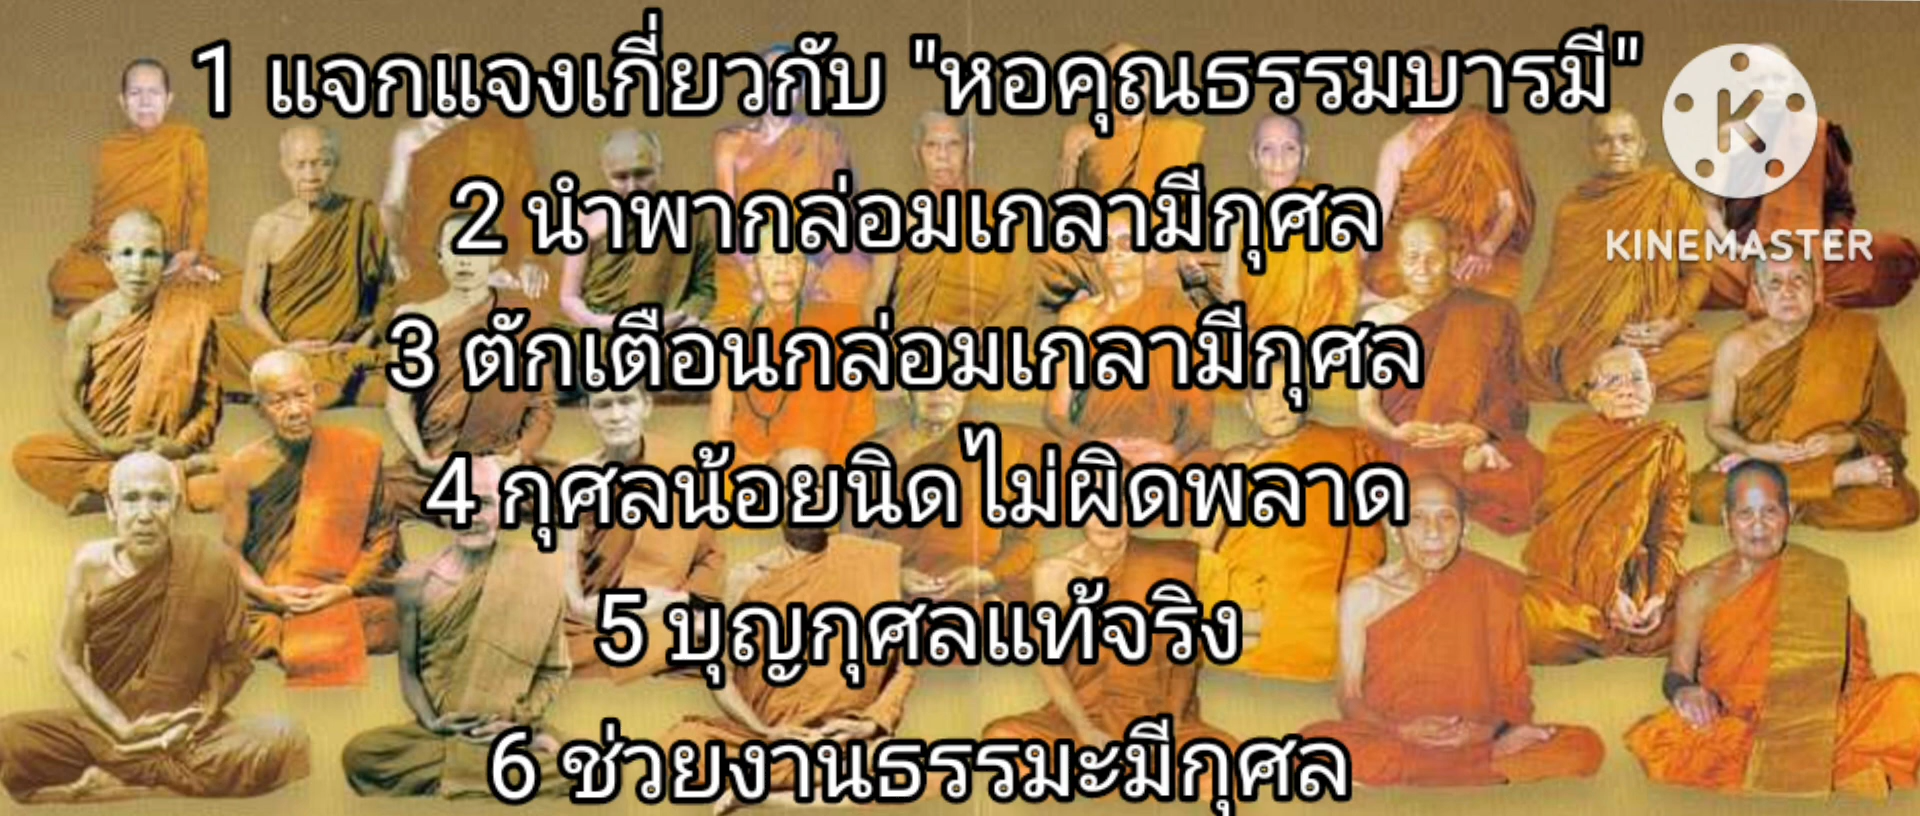 1 แจกแจงเกี่ยวกับ "หอคุณธรรมบารมี"
2 นำพากล่อมเกลามีกุศล
3 ตักเตือนกล่อมเกลามีกุศล
4 กุศลน้อยนิดไม่ผิดพลาด
5 บุญกุศลแท้จริง
6 ช่วยงานธรรมะมีกุศล
K
KINEMASTER